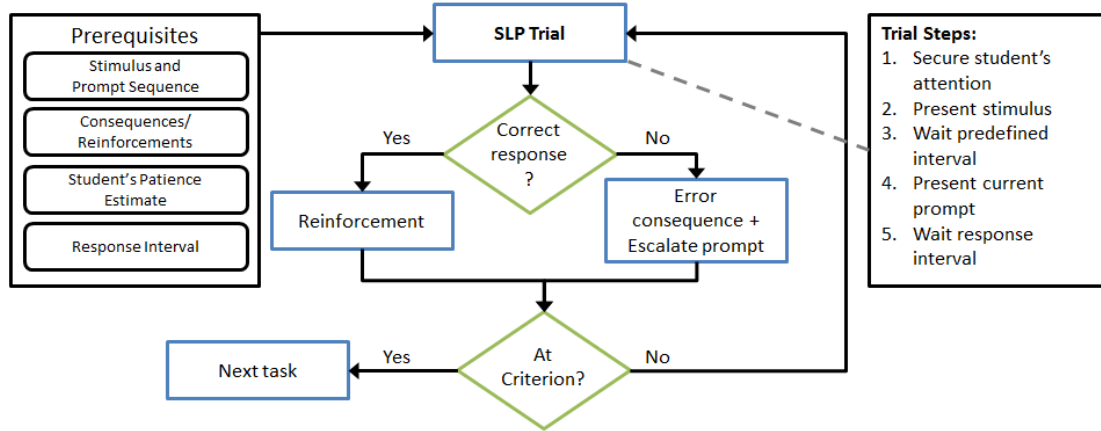 Prerequisites
Stimulus and
Prompt Sequence
Consequences/
Reinforcements
Student's Patience
Estimate
Response Interval
SLP Trial
Correct
response
?
Yes
No
Reinforcement
Error
consequence +
Escalate prompt
At
Criterion?
Yes
No
Next task
Trial Steps:
1. Secure student's
attention
2. Present stimulus
3. Wait predefined
interval
4. Present current
prompt
5. Wait response
interval